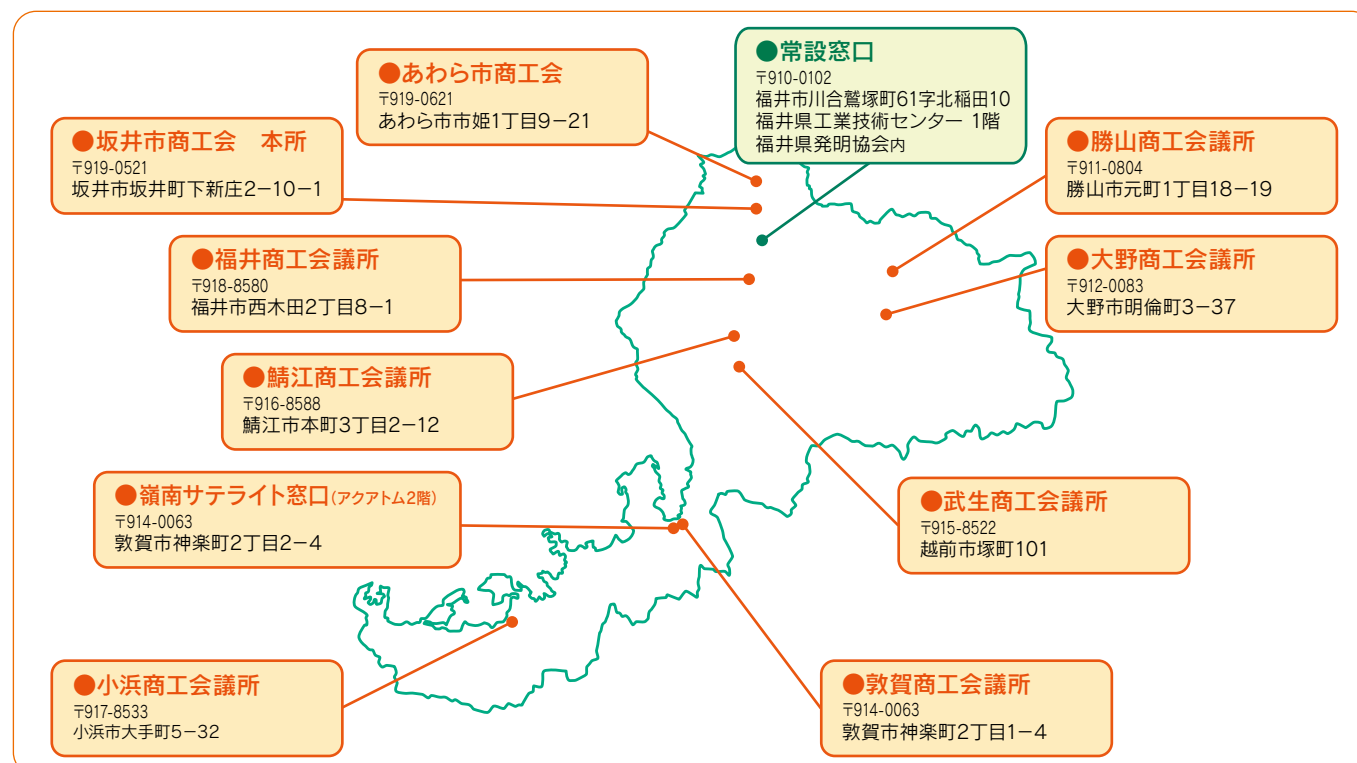 ●常設窓口
〒910-0102
福井市川合鷲塚町61字北稲田10
福井県工業技術センター 1階
福井県発明協会内
●あわら市商工会
〒919-0621
あわら市市姫1丁目9−21
●坂井市商工会　本所
〒919-0521
坂井市坂井町下新庄2−10−1
●勝山商工会議所
〒911-0804
勝山市元町1丁目18−19
●福井商工会議所
〒918-8580
福井市西木田2丁目8−1
●大野商工会議所
〒912-0083
大野市明倫町3−37
●鯖江商工会議所
〒916-8588
鯖江市本町3丁目2−12
●嶺南サテライト窓口(アクアトム2階)
〒914-0063
敦賀市神楽町2丁目2−4
●武生商工会議所
〒915-8522
越前市塚町101
●小浜商工会議所
〒917-8533
小浜市大手町5−32
●敦賀商工会議所
〒914-0063
敦賀市神楽町2丁目1−4